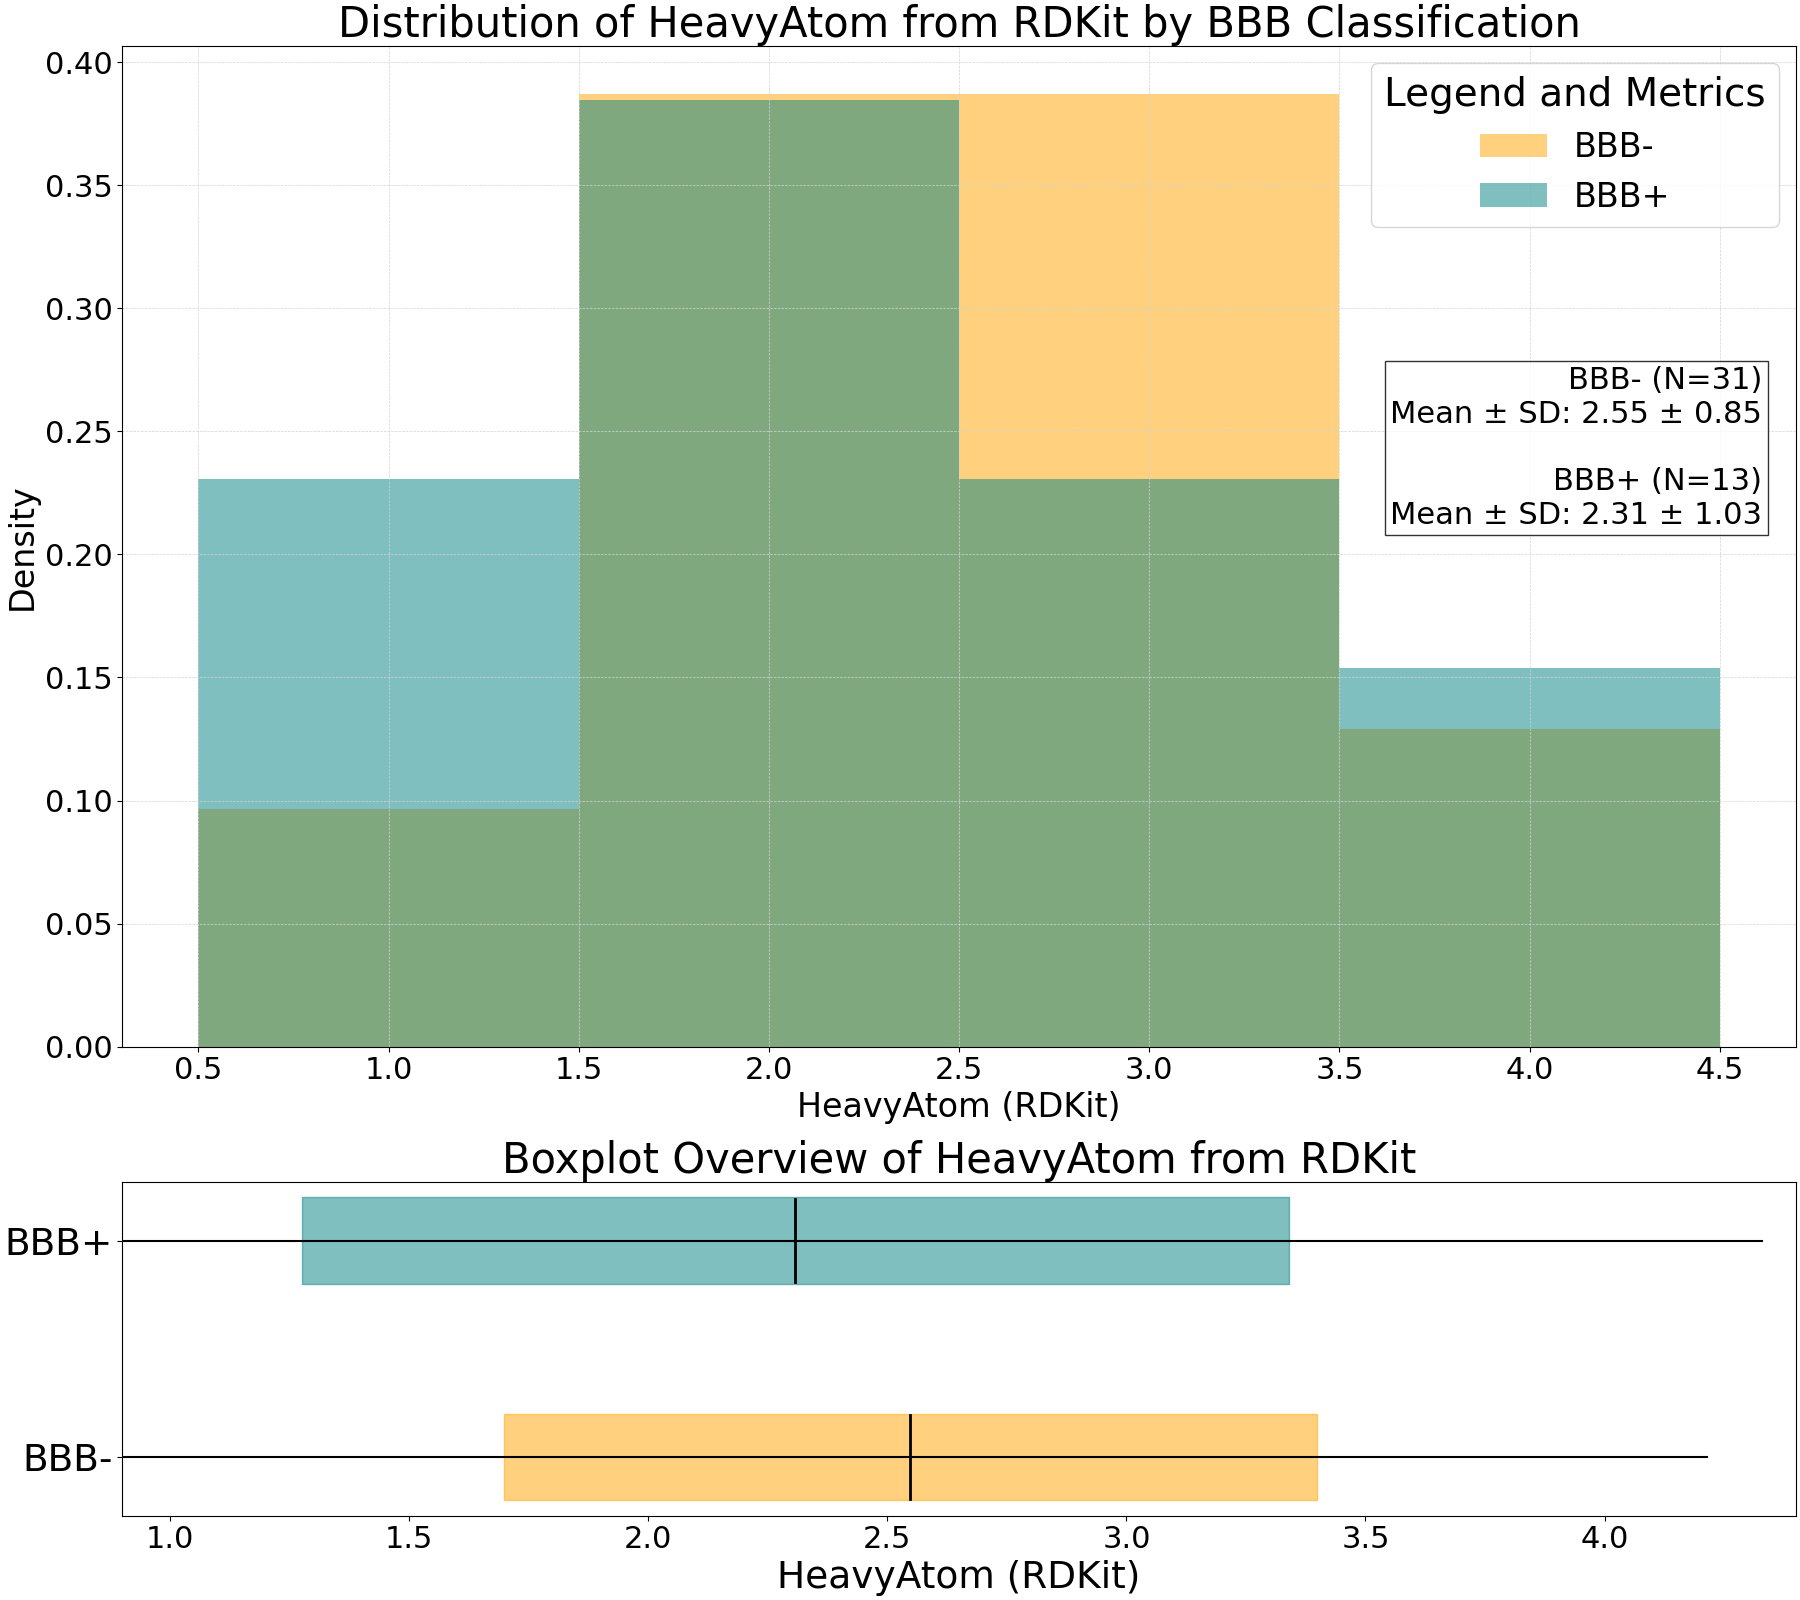 Distribution of HeavyAtom from RDKit by BBB Classification
Legend and Metrics
BBB-
BBB+
BBB- (N=31)
Mean ± SD: 2.55 ± 0.85
BBB+ (N=13)
Mean ± SD: 2.31 ± 1.03
Density
0.40
0.35
0.30
0.25
0.20
0.15
0.10
0.05
0.00
0.5 1.0 1.5 2.0 2.5 3.0 3.5 4.0 4.5
HeavyAtom (RDKit)
Boxplot Overview of HeavyAtom from RDKit
BBB+
BBB-
1.0 1.5 2.0 2.5 3.0 3.5 4.0
HeavyAtom (RDKit)